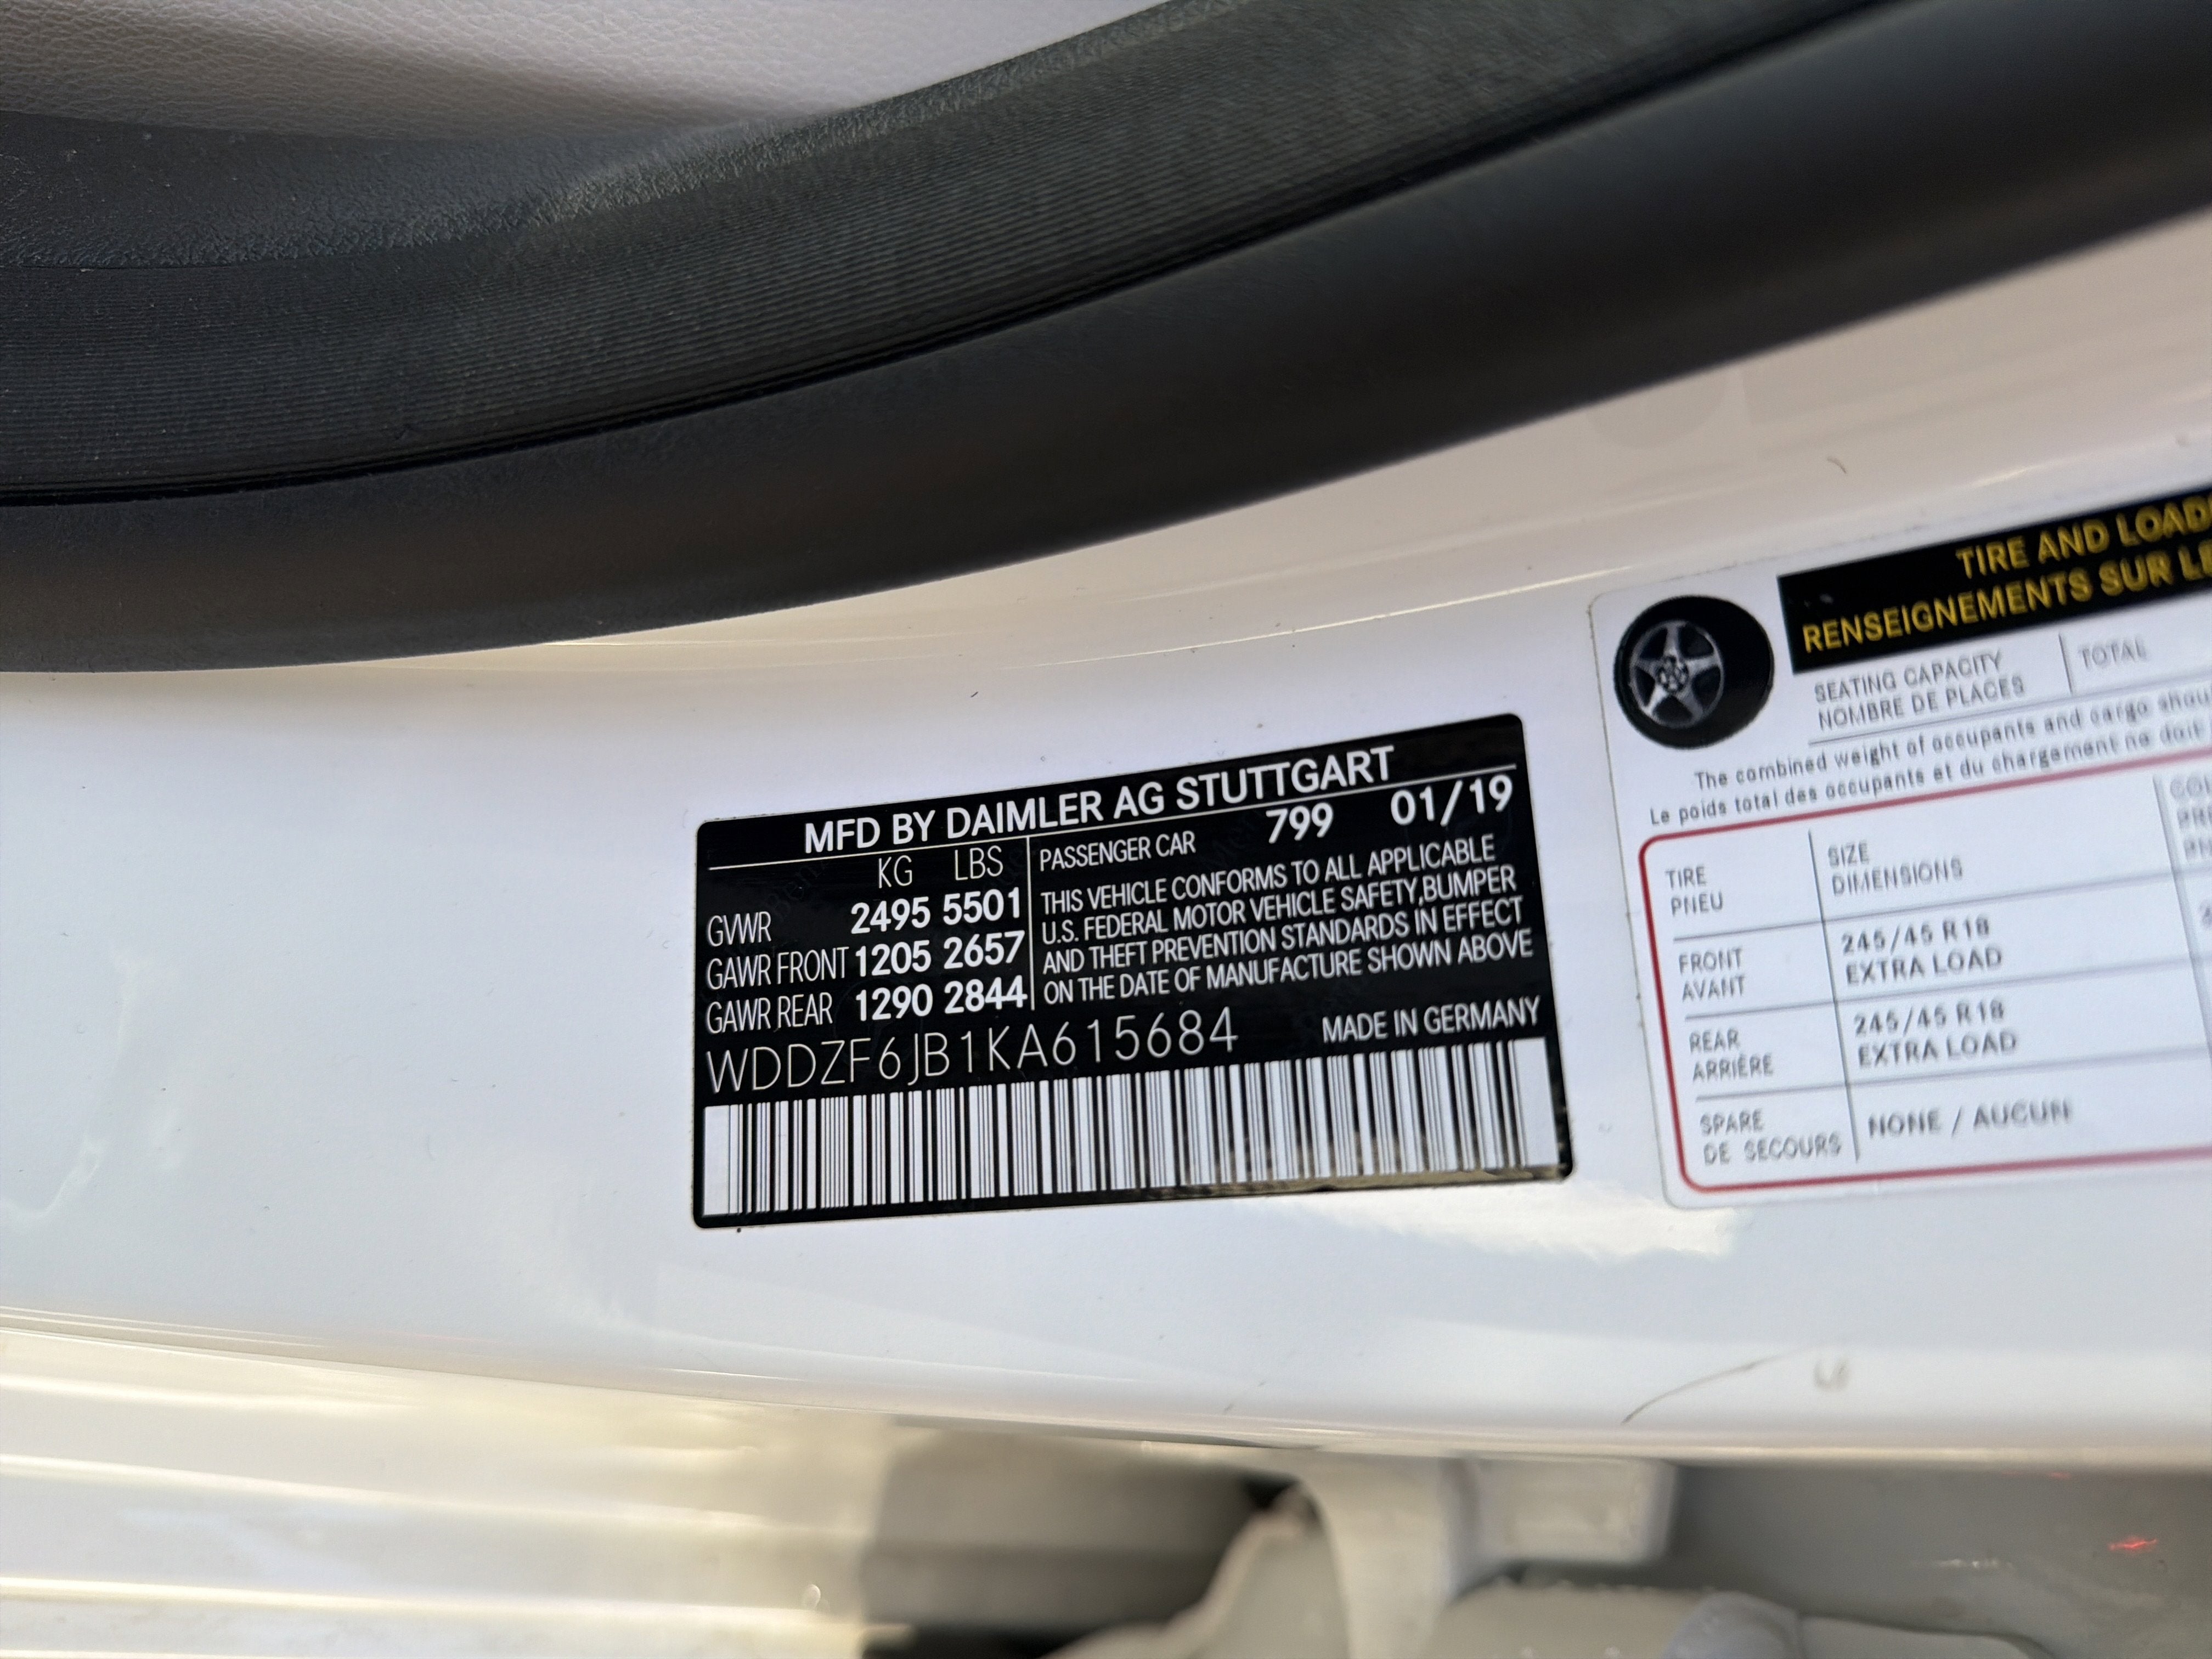 MFD BY DAIMLER AG STUTTGART
KG LBS
GVWR 2495 5501
GAWR FRONT 1205 2657
GAWR REAR 1290 2844
PASSENGER CAR 799 01/19
THIS VEHICLE CONFORMS TO ALL APPLICABLE
U.S. FEDERAL MOTOR VEHICLE SAFETY,BUMPER
AND THEFT PREVENTION STANDARDS IN EFFECT
ON THE DATE OF MANUFACTURE SHOWN ABOVE
WDDZF6JB1KA615684 MADE IN GERMANY
TIRE AND
RENSEIGNEMENTS SUR
SEATING CAPACITY TOTAL
NOMBRE DE PLACES
The combined weight of occupants and cargo
Le poids total des occupants et du chargement ne doit
TIRE SIZE
PNEU DIMENSIONS
FRONT 245/45 R18
AVANT EXTRA LOAD
REAR 245/45 R18
ARRIÈRE EXTRA LOAD
SPARE NONE / AUCUN
DE SECOURS